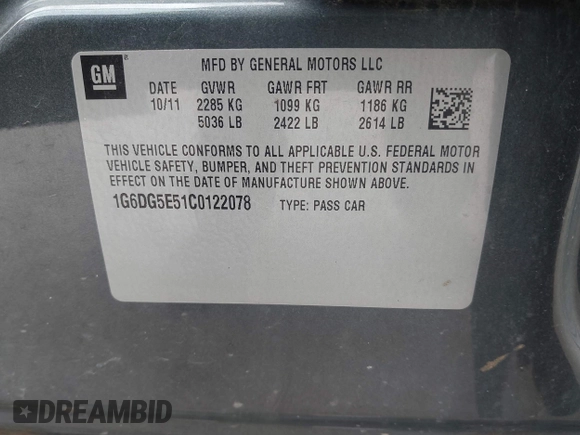 GM
MFD BY GENERAL MOTORS LLC
DATE GVWR GAWR FRT GAWR RR
10/11 2285 KG 1099 KG 1186 KG
5036 LB 2422 LB 2614 LB
THIS VEHICLE CONFORMS TO ALL APPLICABLE U.S. FEDERAL MOTOR
VEHICLE SAFETY, BUMPER, AND THEFT PREVENTION STANDARDS IN
EFFECT ON THE DATE OF MANUFACTURE SHOWN ABOVE.
1G6DG5E51C0122078 TYPE: PASS CAR
DREAMBID